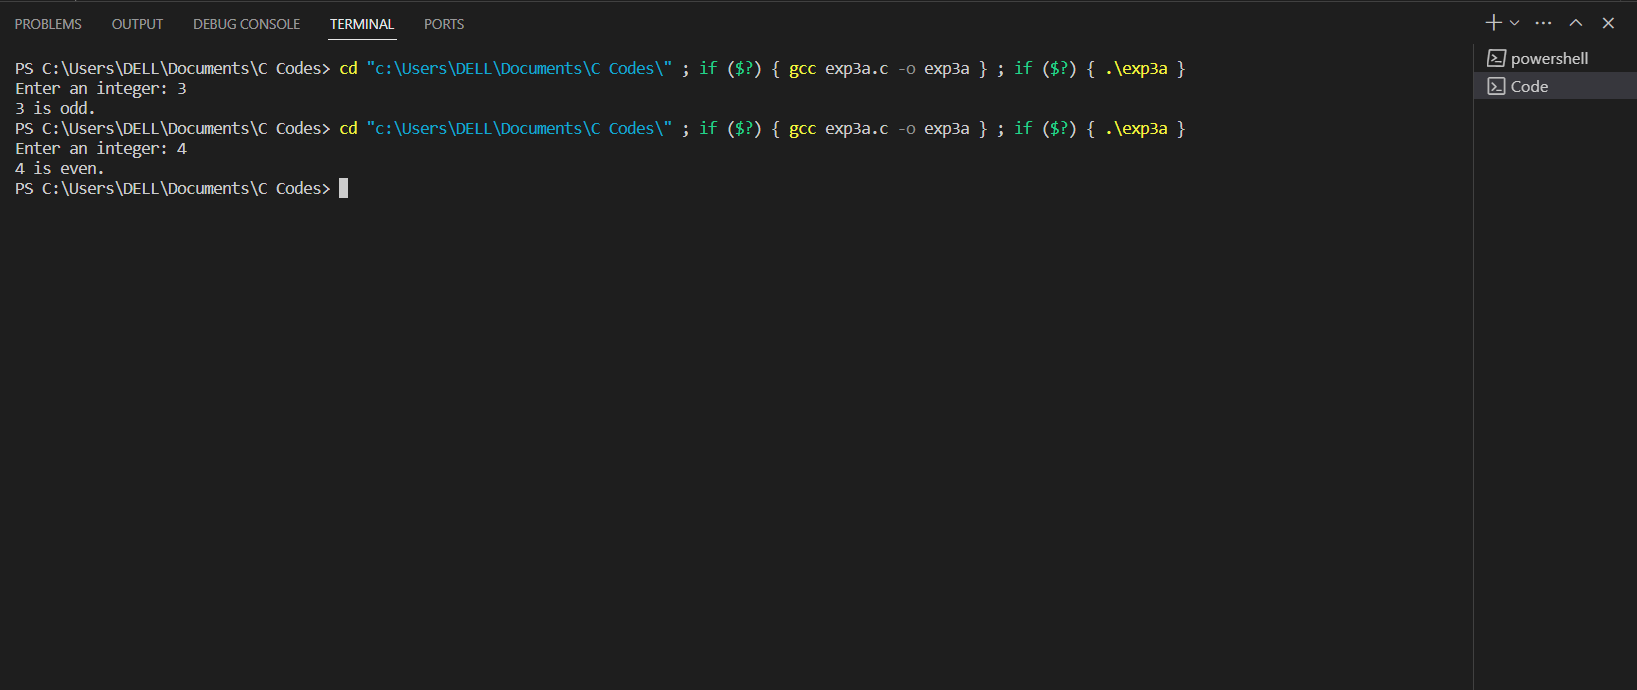 PROBLEMS OUTPUT DEBUG CONSOLE TERMINAL PORTS
PS C:\Users\DELL\Documents\C Codes> cd "c:\Users\DELL\Documents\C Codes\" ; if ($?) { gcc exp3a.c -o exp3a } ; if ($?) { .\exp3a }
Enter an integer: 3
3 is odd.
PS C:\Users\DELL\Documents\C Codes> cd "c:\Users\DELL\Documents\C Codes\" ; if ($?) { gcc exp3a.c -o exp3a } ; if ($?) { .\exp3a }
Enter an integer: 4
4 is even.
PS C:\Users\DELL\Documents\C Codes>
powershell
Code